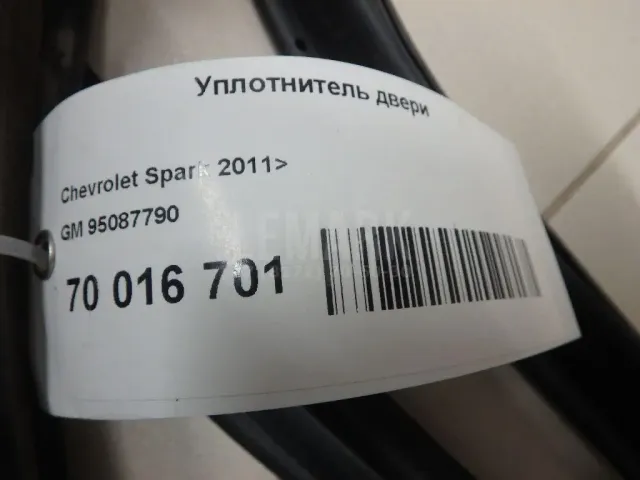 Уплотнитель двери
Chevrolet Spark 2011>
GM 95087790
70 016 701